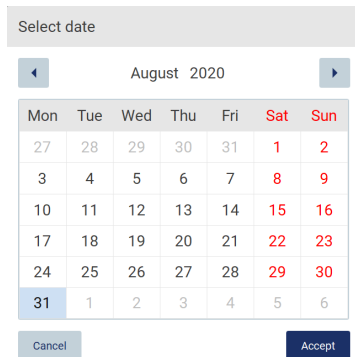 Select date
August 2020
Mon Tue Wed Thu Fri Sat Sun
27 28 29 30 31 1 2
3 4 5 6 7 8 9
10 11 12 13 14 15 16
17 18 19 20 21 22 23
24 25 26 27 28 29 30
31 1 2 3 4 5 6
Cancel Accept